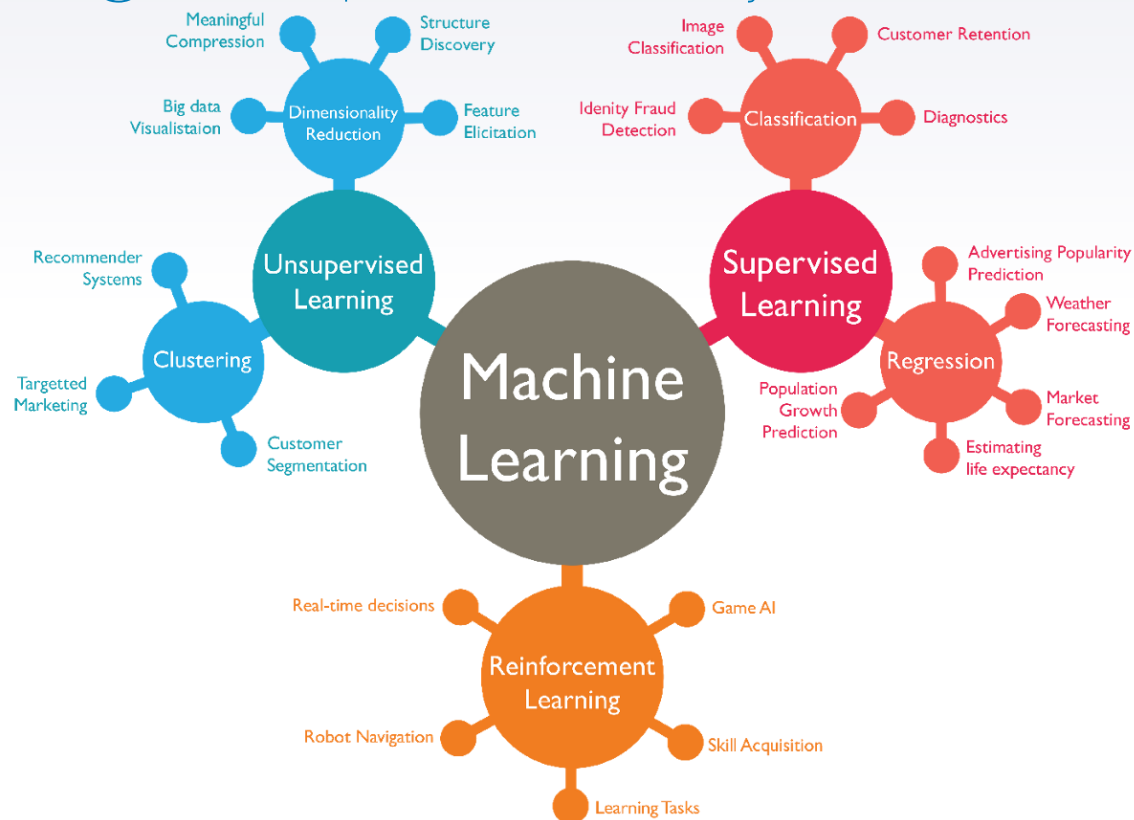 Meaningful
Compression
Structure
Discovery
Big data
Visualistaion
Dimensionality
Reduction
Feature
Elicitation
Image
Classification
Customer Retention
Idenity Fraud
Detection
Classification
Diagnostics
Recommender
Systems
Unsupervised
Learning
Clustering
Targetted
Marketing
Customer
Segmentation
Machine
Learning
Supervised
Learning
Advertising Popularity
Prediction
Weather
Forecasting
Regression
Population
Growth
Prediction
Market
Forecasting
Estimating
life expectancy
Real-time decisions
Game AI
Reinforcement
Learning
Robot Navigation
Skill Acquisition
Learning Tasks